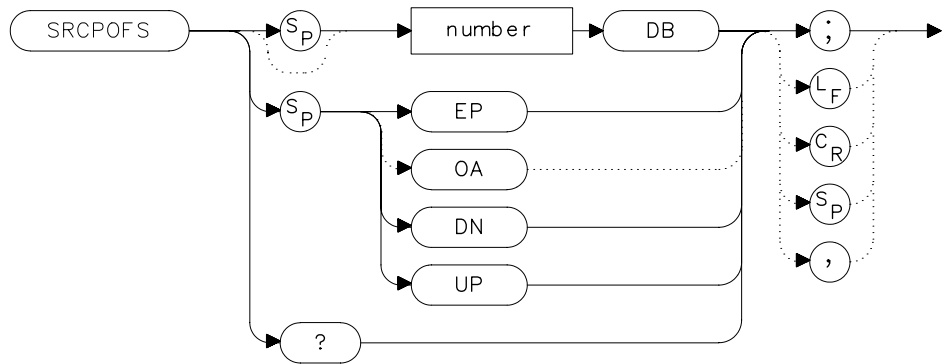 SRCPOFS SP number DB ;
SP EP LF
OA CR
DN SP
UP ,
?